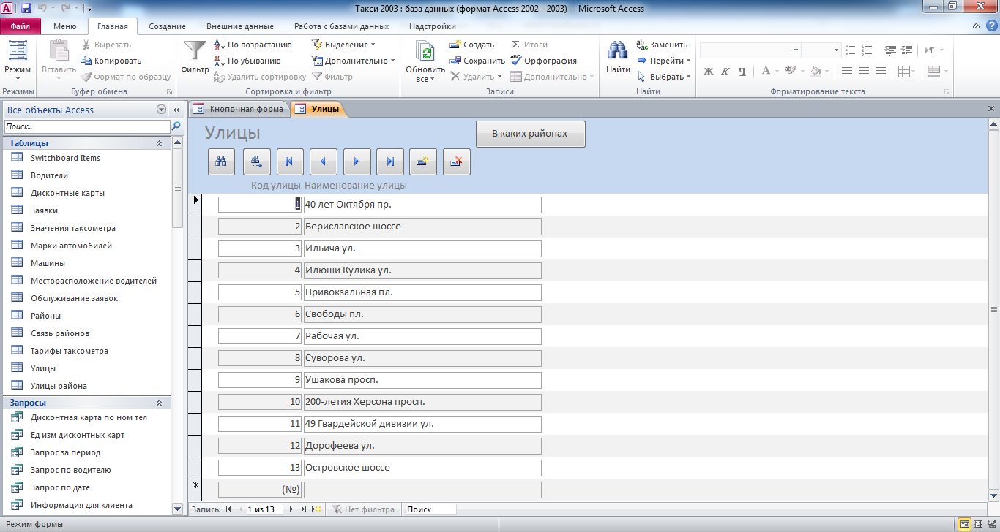 Такси 2003 : база данных (формат Access 2002 - 2003) - Microsoft Access
Файл Меню Главная Создание Внешние данные Работа с базами данных Надстройки
Режим
Режимы
Вставить
Вырезать
Копировать
Формат по образцу
Буфер обмена
Фильтр
По возрастанию
По убыванию
Удалить сортировку
Выделение
Дополнительно
Фильтр
Сортировка и фильтр
Обновить
все
Создать
Сохранить
Удалить
Итоги
Орфография
Дополнительно
Записи
Найти
Заменить
Перейти
Выбрать
Найти
Ж К Ч А
Форматирование текста
Все объекты Access
Поиск...
Таблицы
Switchboard Items
Водители
Дисконтные карты
Заявки
Значения таксометра
Марки автомобилей
Машины
Месторасположение водителей
Обслуживание заявок
Районы
Связь районов
Тарифы таксометра
Улицы
Улицы района
Запросы
Дисконтная карта по ном тел
Ед изм дисконтных карт
Запрос за период
Запрос по водителю
Запрос по дате
Информация для клиента
Кнопочная форма Улицы
Улицы
В каких районах
Код улицы Наименование улицы
1 40 лет Октября пр.
2 Бериславское шоссе
3 Ильича ул.
4 Илюши Кулика ул.
5 Привокзальная пл.
6 Свободы пл.
7 Рабочая ул.
8 Суворова ул.
9 Ушакова просп.
10 200-летия Херсона просп.
11 49 Гвардейской дивизии ул.
12 Дорофеева ул.
13 Островское шоссе
(№)
Запись: 1 из 13 Нет фильтра Поиск
Режим формы